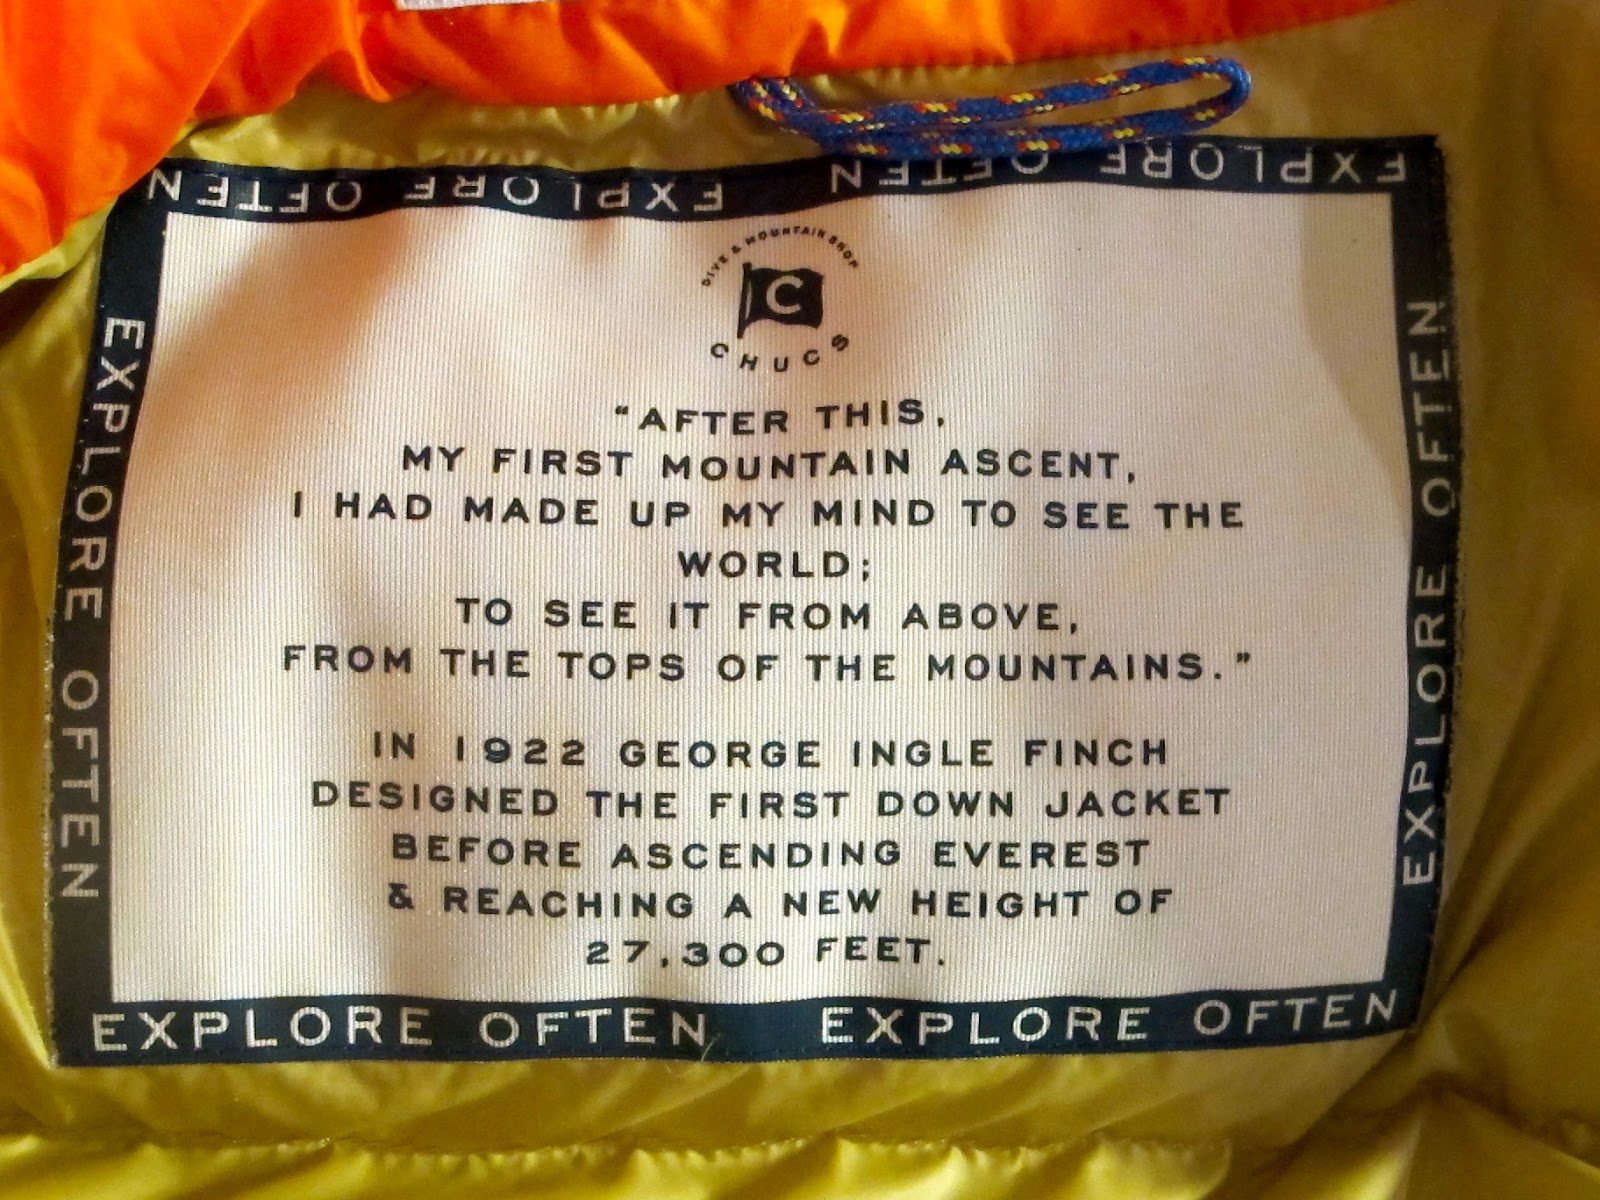 EXPLORE OFTEN EXPLORE OFTEN
DIVE & MOUNTAIN SHOP
C
CHUCS
"AFTER THIS,
MY FIRST MOUNTAIN ASCENT,
I HAD MADE UP MY MIND TO SEE THE
WORLD;
TO SEE IT FROM ABOVE,
FROM THE TOPS OF THE MOUNTAINS."
IN 1922 GEORGE INGLE FINCH
DESIGNED THE FIRST DOWN JACKET
BEFORE ASCENDING EVEREST
& REACHING A NEW HEIGHT OF
27,300 FEET.
EXPLORE OFTEN
EXPLORE OFTEN
EXPLORE OFTEN EXPLORE OFTEN